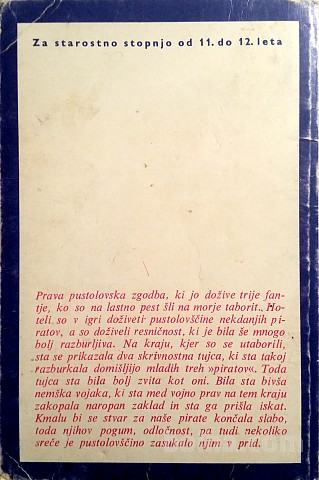 Za starostno stopnjo od 11. do 12. leta
Prava pustolovska zgodba, ki jo dožive trije fan-
tje, ko so na lastno pest šli na morje taborit. Ho-
teli so v igri doživeti pustolovščine nekdanjih pi-
ratov, a so doživeli resničnost, ki je bila še mnogo
bolj razburljiva. Na kraju, kjer so se utaborili,
sta se prikazala dva skrivnostna tujca, ki sta takoj
razburkala domišljijo mladih treh »piratov«. Toda
tujca sta bila bolj zvita kot oni. Bila sta bivša
nemška vojaka, ki sta med vojno prav na tem kraju
zakopala naropan zaklad in sta ga prišla iskat.
Kmalu bi se stvar za naše pirate končala slabo,
toda njihov pogum, odločnost, pa tudi nekoliko
sreče je pustolovščino zasukalo njim v prid.